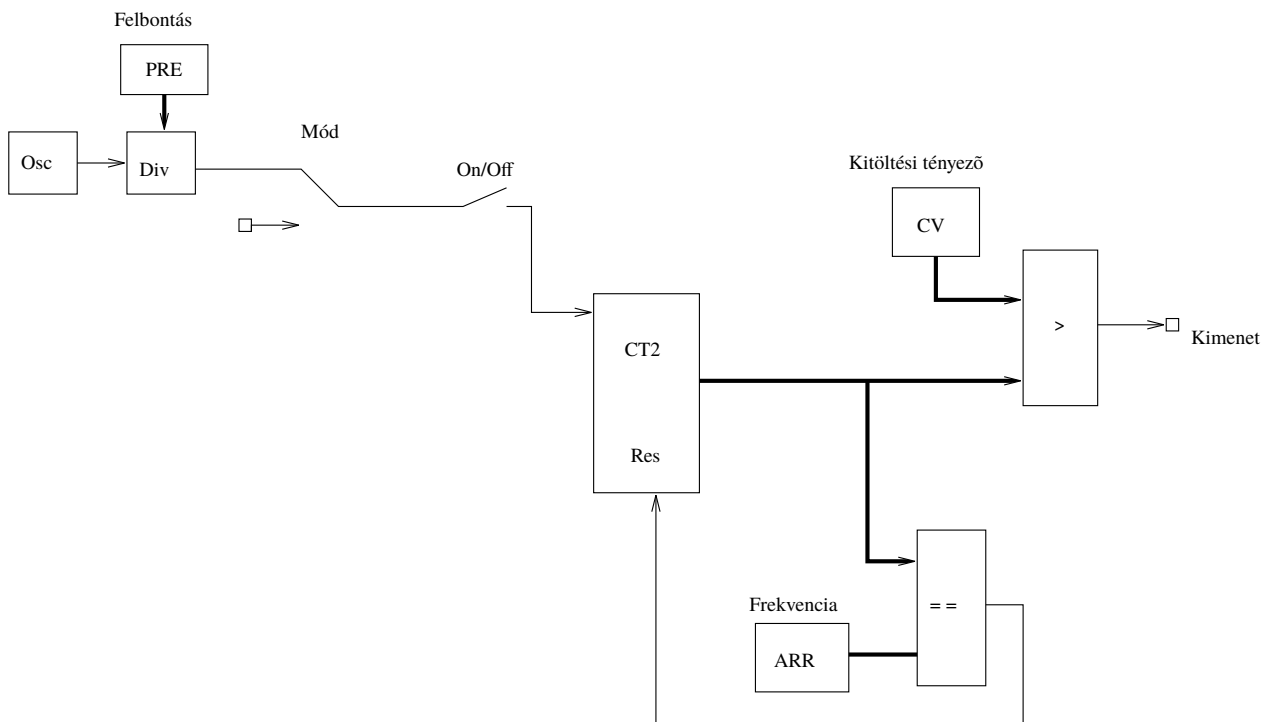 Felbontás
PRE
Osc
Div
Mód
On/Off
Kitöltési tényezõ
CV
>
Kimenet
CT2
Res
Frekvencia
ARR
= =